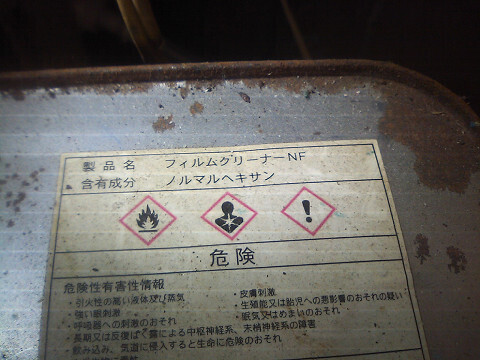 製品名 フィルムクリーナーNF
含有成分 ノルマルヘキサン
危険
危険性有害性情報
・引火性の高い液体及び蒸気
・強い眼刺激
・呼吸器への刺激のおそれ
・長期又は反復ばく露による中枢神経系、末梢神経系の障害
・飲み込み、気道に侵入すると生命に危険のおそれ
・皮膚刺激
・生殖能又は胎児への悪影響のおそれの疑い
・眠気又はめまいのおそれ